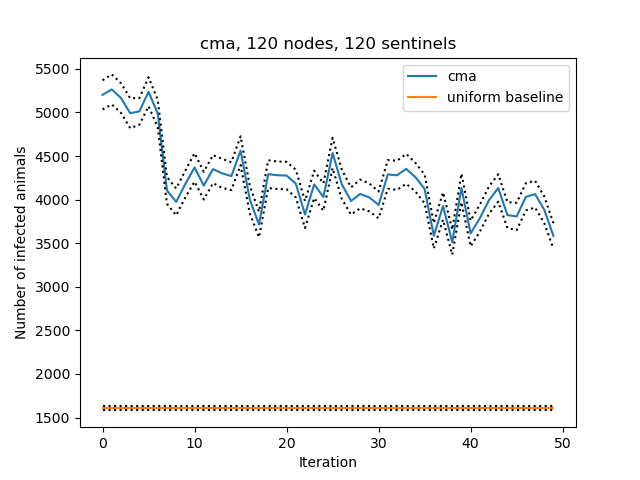 cma, 120 nodes, 120 sentinels
cma
uniform baseline
5500
5000
4500
4000
3500
3000
2500
2000
1500
Number of infected animals
0 10 20 30 40 50
Iteration